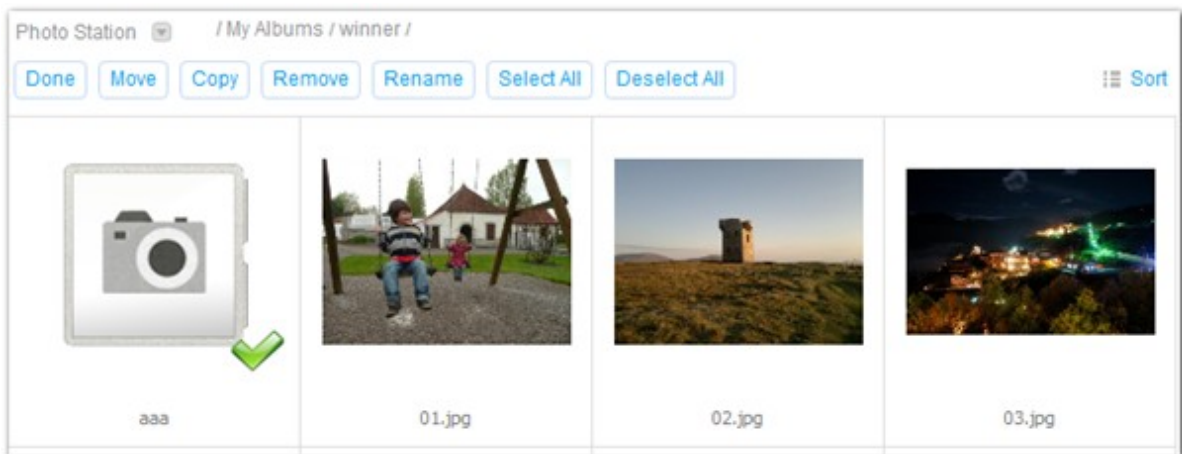 Photo Station / My Albums / winner /
Done Move Copy Remove Rename Select All Deselect All Sort
aaa 01.jpg 02.jpg 03.jpg